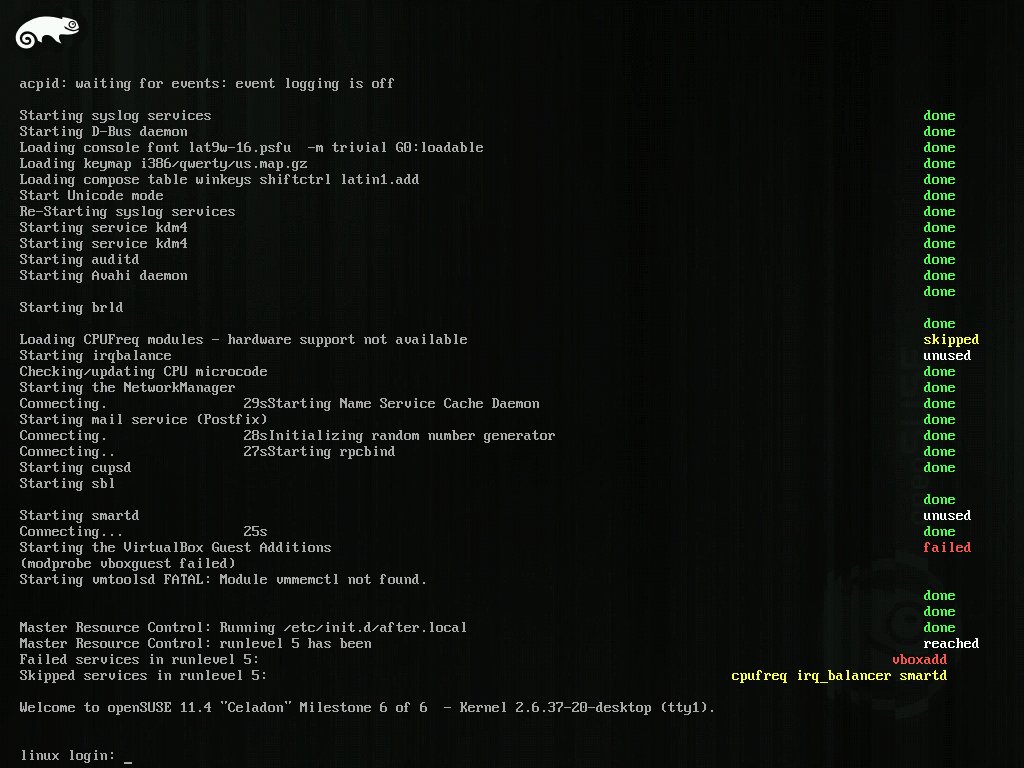 acpid: waiting for events: event logging is off
Starting syslog services done
Starting D-Bus daemon done
Loading console font lat9w-16.psfu  -m trivial G0:loadable done
Loading keymap i386/qwerty/us.map.gz done
Loading compose table winkeys shiftctrl latin1.add done
Start Unicode mode done
Re-Starting syslog services done
Starting service kdm4 done
Starting service kdm4 done
Starting auditd done
Starting Avahi daemon done
done
Starting brld
done
Loading CPUFreq modules - hardware support not available skipped
Starting irqbalance unused
Checking/updating CPU microcode done
Starting the NetworkManager done
Connecting. 29sStarting Name Service Cache Daemon done
Starting mail service (Postfix) done
Connecting. 28sInitializing random number generator done
Connecting.. 27sStarting rpcbind done
Starting cupsd done
Starting sbl
done
Starting smartd unused
Connecting... 25s done
Starting the VirtualBox Guest Additions failed
(modprobe vboxguest failed)
Starting vmtoolsd FATAL: Module vmmemctl not found.
done
done
Master Resource Control: Running /etc/init.d/after.local done
Master Resource Control: runlevel 5 has been reached
Failed services in runlevel 5: vboxadd
Skipped services in runlevel 5: cpufreq irq_balancer smartd
Welcome to openSUSE 11.4 "Celadon" Milestone 6 of 6  - Kernel 2.6.37-20-desktop (tty1).
linux login: _